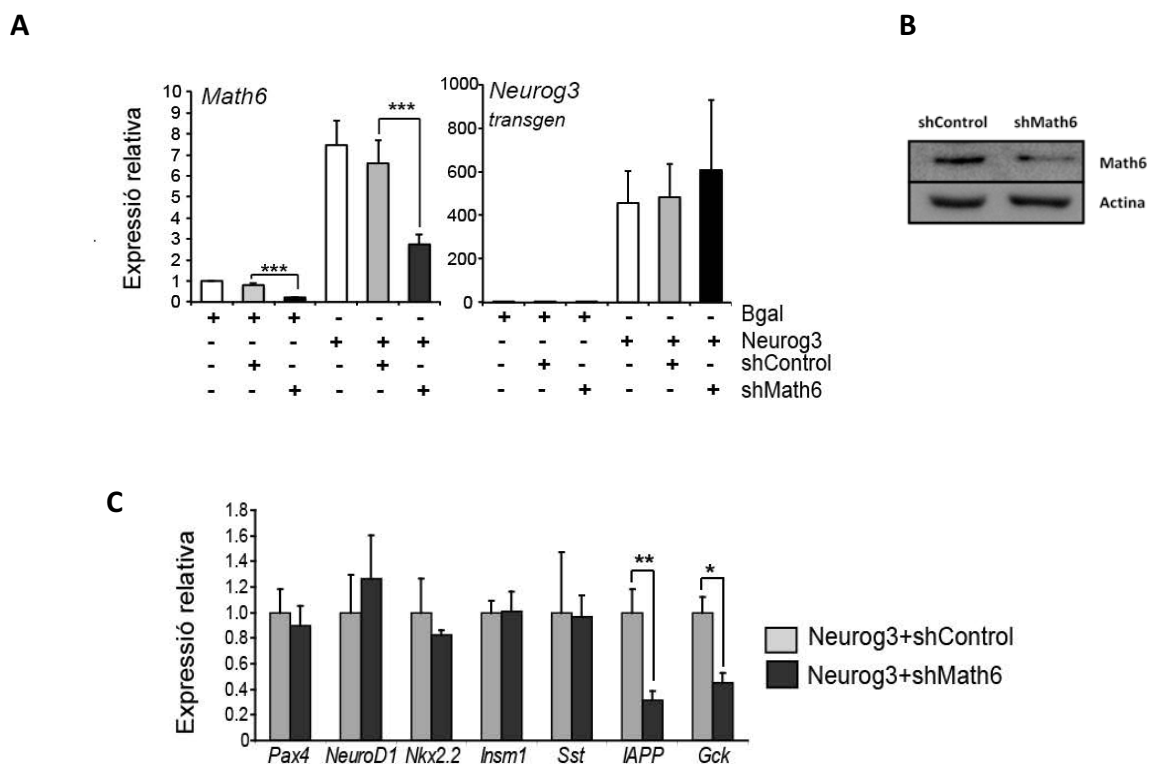 A
B
Math6
Neurog3
transgen
Expressió relativa
10
9
8
7
6
5
4
3
2
1
0
1000
800
600
400
200
0
***
***
+ + + - - - + + + - - - Bgal
- - - + + + - - - + + + Neurog3
- + - - + - - + - - + - shControl
- - + - - + - - + - - + shMath6
shControl shMath6
Math6
Actina
C
Expressió relativa
1.8
1.6
1.4
1.2
1.0
0.8
0.6
0.4
0.2
0
**
*
Pax4 NeuroD1 Nkx2.2 Insm1 Sst IAPP Gck
Neurog3+shControl
Neurog3+shMath6